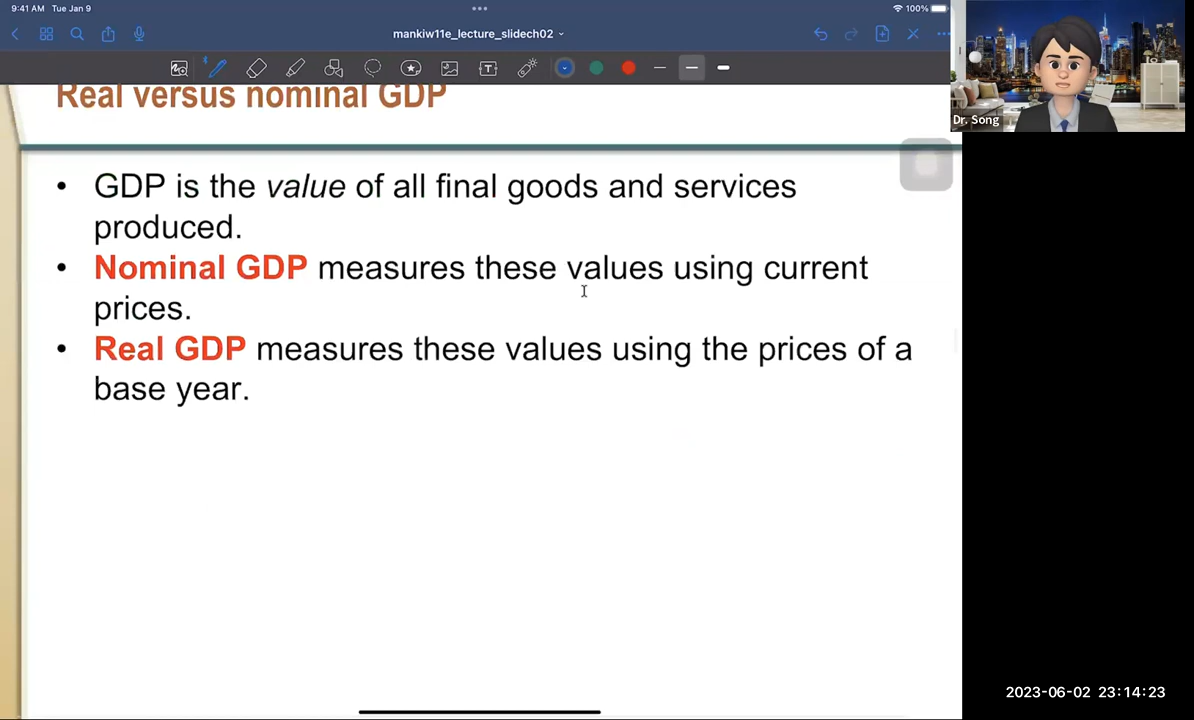 9:41 AM Tue Jan 9
100%
mankiw11e_lecture_slidech02
Dr. Song
Real versus nominal GDP
• GDP is the value of all final goods and services
produced.
• Nominal GDP measures these values using current
prices.
• Real GDP measures these values using the prices of a
base year.
2023-06-02 23:14:23